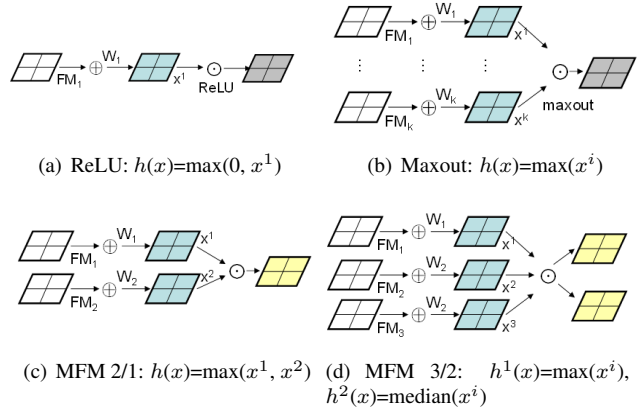 FM₁ ⊕ W₁ x¹ ⊙ ReLU
(a) ReLU: h(x)=max(0, x¹)
FM₁ ⊕ W₁ x¹
⋮ ⋮ ⋮
FMₖ ⊕ Wₖ xᵏ ⊙ maxout
(b) Maxout: h(x)=max(xⁱ)
FM₁ ⊕ W₁ x¹
FM₂ ⊕ W₂ x² ⊙
(c) MFM 2/1: h(x)=max(x¹, x²)
FM₁ ⊕ W₁ x¹
FM₂ ⊕ W₂ x² ⊙
FM₃ ⊕ W₂ x³
(d) MFM 3/2: h¹(x)=max(xⁱ),
h²(x)=median(xⁱ)